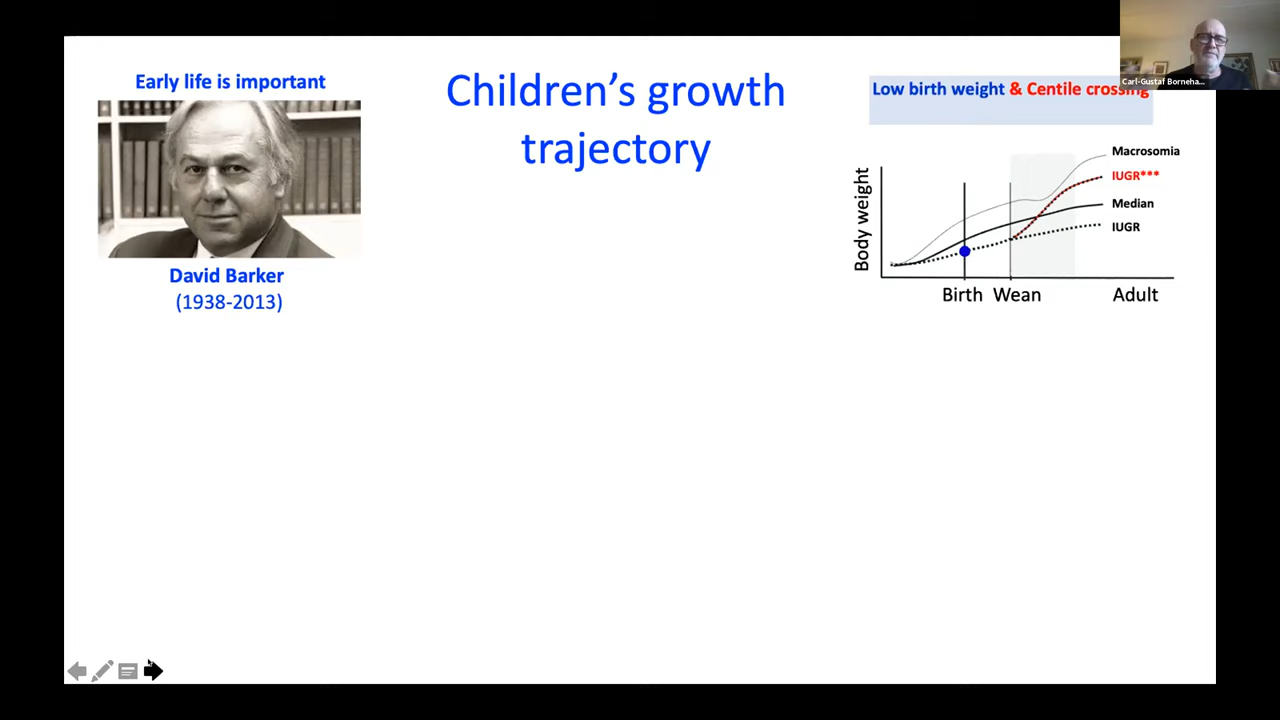 Early life is important
David Barker
(1938-2013)
Children's growth
trajectory
Low birth weight & Centile crossing
Body weight
Macrosomia
IUGR***
Median
IUGR
Birth Wean Adult
Carl-Gustaf Borneha...